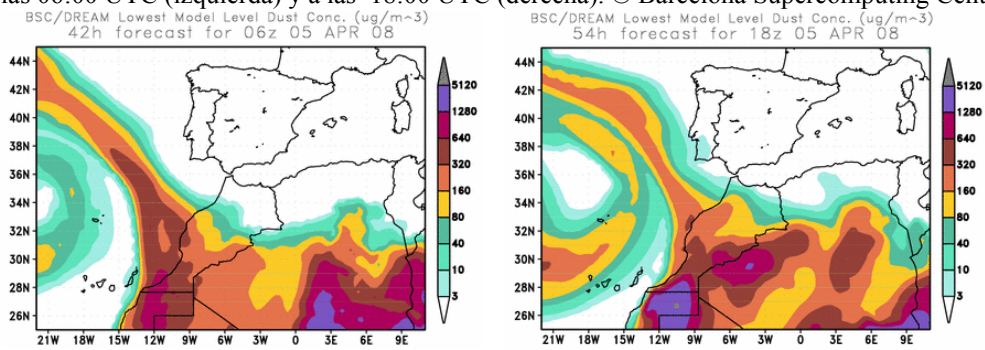 las 06:00 UTC (izquierda) y a las 18:00 UTC (derecha). © Barcelona Supercomputing
BSC/DREAM Lowest Model Level Dust Conc. (ug/m^3)
42h forecast for 06z 05 APR 08
44N
42N
40N
38N
36N
34N
32N
30N
28N
26N
21W 18W 15W 12W 9W 6W 3W 0 3E 6E 9E
5120
1280
640
320
160
80
40
10
3
BSC/DREAM Lowest Model Level Dust Conc. (ug/m^3)
54h forecast for 18z 05 APR 08
44N
42N
40N
38N
36N
34N
32N
30N
28N
26N
21W 18W 15W 12W 9W 6W 3W 0 3E 6E 9E
5120
1280
640
320
160
80
40
10
3